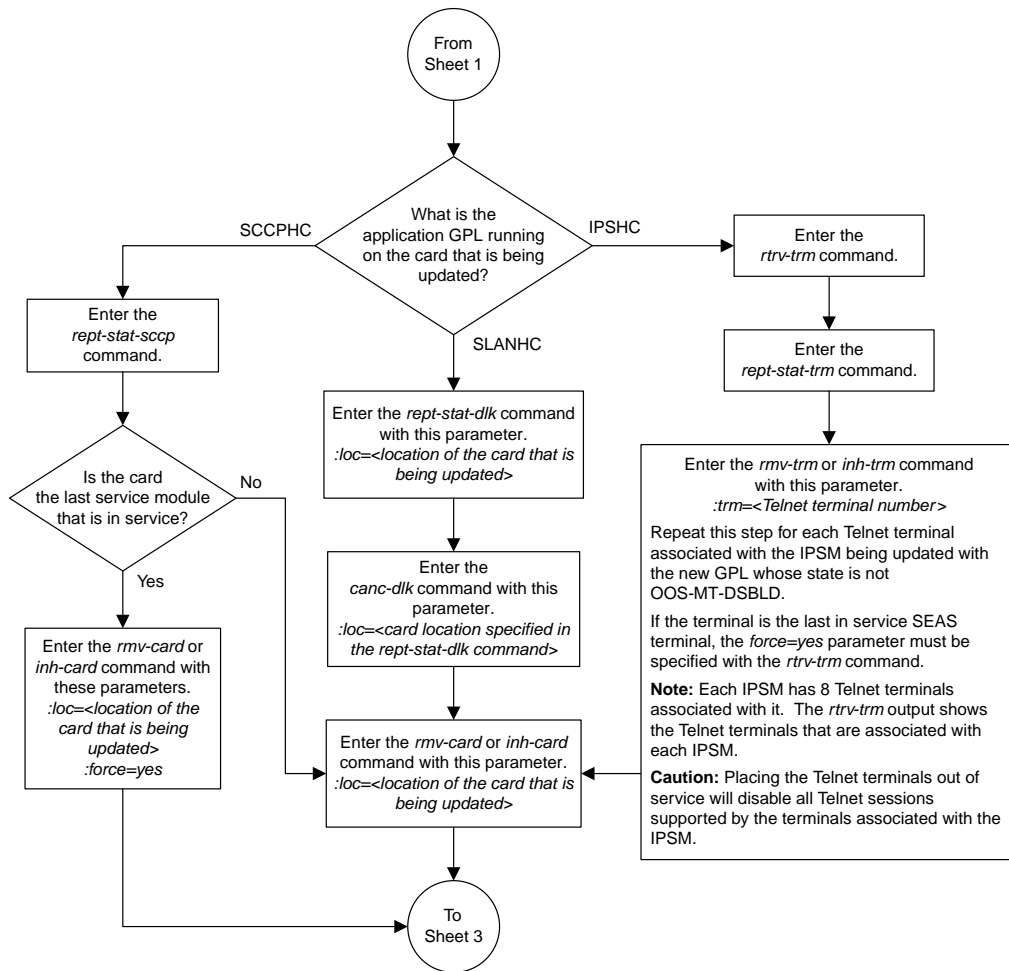 From
Sheet 1
What is the
application GPL running
on the card that is being
updated?
SCCPHC
IPSHC
SLANHC
Enter the
rept-stat-sccp
command.
Is the card
the last service module
that is in service?
No
Yes
Enter the rmv-card or
inh-card command with
these parameters.
:loc=<location of the
card that is being
updated>
:force=yes
Enter the rept-stat-dlk command
with this parameter.
:loc=<location of the card that is
being updated>
Enter the
canc-dlk command with this
parameter.
:loc=<card location specified in
the rept-stat-dlk command>
Enter the rmv-card or inh-card
command with this parameter.
:loc=<location of the card that is
being updated>
Enter the
rtrv-trm command.
Enter the
rept-stat-trm command.
Enter the rmv-trm or inh-trm command
with this parameter.
:trm=<Telnet terminal number>
Repeat this step for each Telnet terminal
associated with the IPSM being updated with
the new GPL whose state is not
OOS-MT-DSBLD.
If the terminal is the last in service SEAS
terminal, the force=yes parameter must be
specified with the rtrv-trm command.
Note: Each IPSM has 8 Telnet terminals
associated with it. The rtrv-trm output shows
the Telnet terminals that are associated with
each IPSM.
Caution: Placing the Telnet terminals out of
service will disable all Telnet sessions
supported by the terminals associated with the
IPSM.
To
Sheet 3